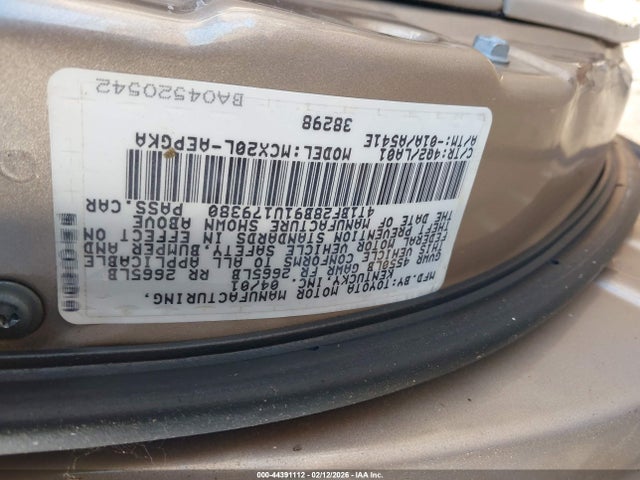 MFD.BY:TOYOTA MOTOR MANUFACTURING,
KENTUCKY,INC. 04/01
GVWR 4550LB GAWR FR 2665LB RR 2665LB
THIS VEHICLE CONFORMS TO ALL APPLICABLE
FEDERAL MOTOR VEHICLE SAFETY BUMPER, AND
THEFT PREVENTION STANDARDS IN EFFECT ON
THE DATE OF MANUFACTURE SHOWN ABOVE.
4T1BF28B91U179380 PASS.CAR
MODEL:MCX20L-AEPGKA
C/TR:4Q2/LA01
A/TM:-01A/A541E
38298
BA04520542
000-44391112 - 02/12/2026 - IAA Inc.